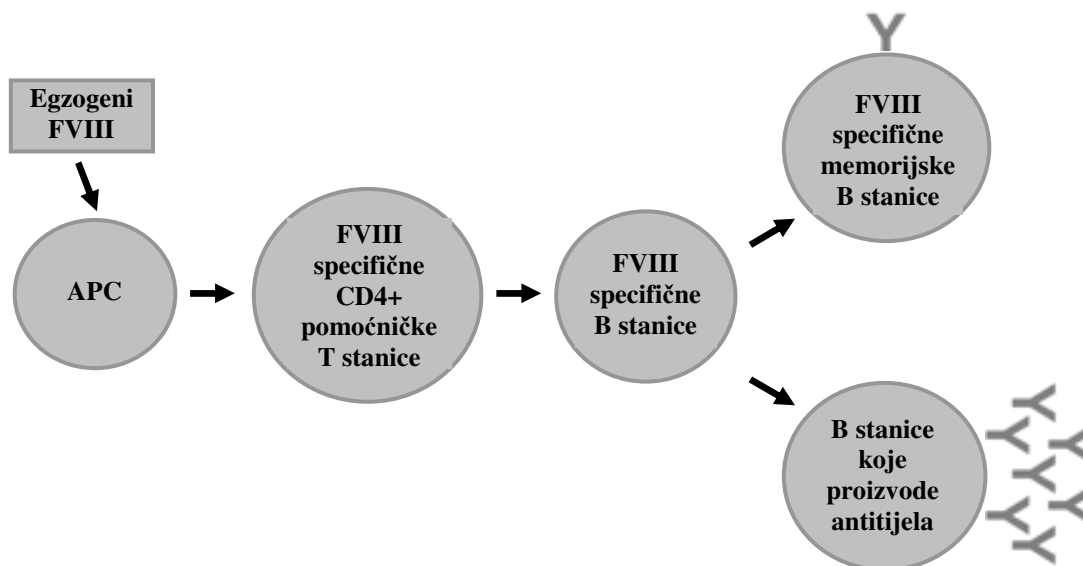 Egzogeni
FVIII
APC
FVIII
specifične
CD4+
pomoćničke
T stanice
FVIII
specifične
B stanice
FVIII
specifične
memorijske
B stanice
B stanice
koje
proizvode
antitijela